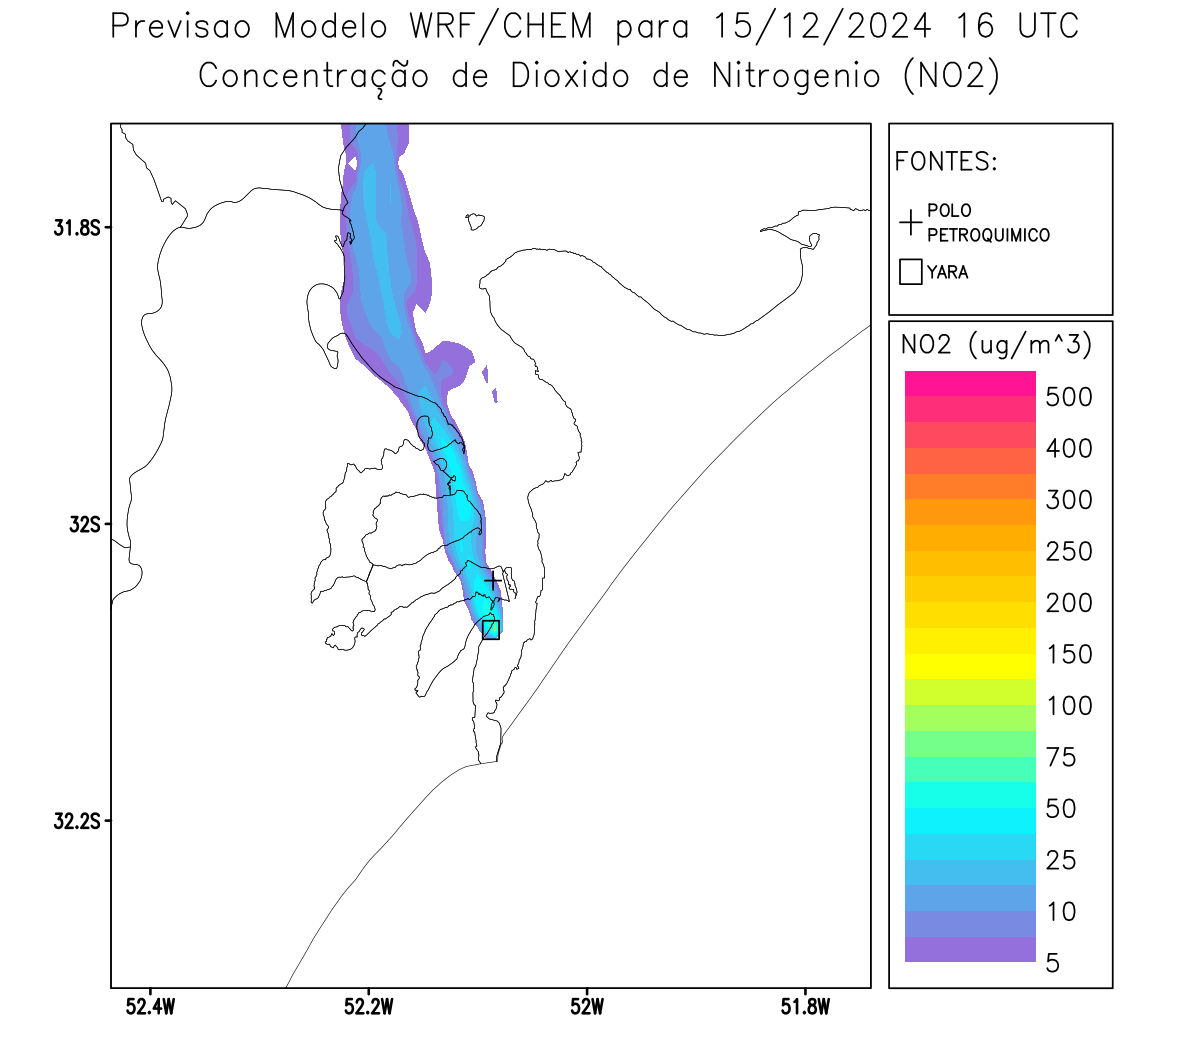 Previsao Modelo WRF/CHEM para 15/12/2024 16 UTC
Concentração de Dioxido de Nitrogenio (NO2)
FONTES:
POLO
PETROQUIMICO
YARA
31.8S
32S
32.2S
52.4W
52.2W
52W
51.8W
NO2 (ug/m^3)
500
400
300
250
200
150
100
75
50
25
10
5